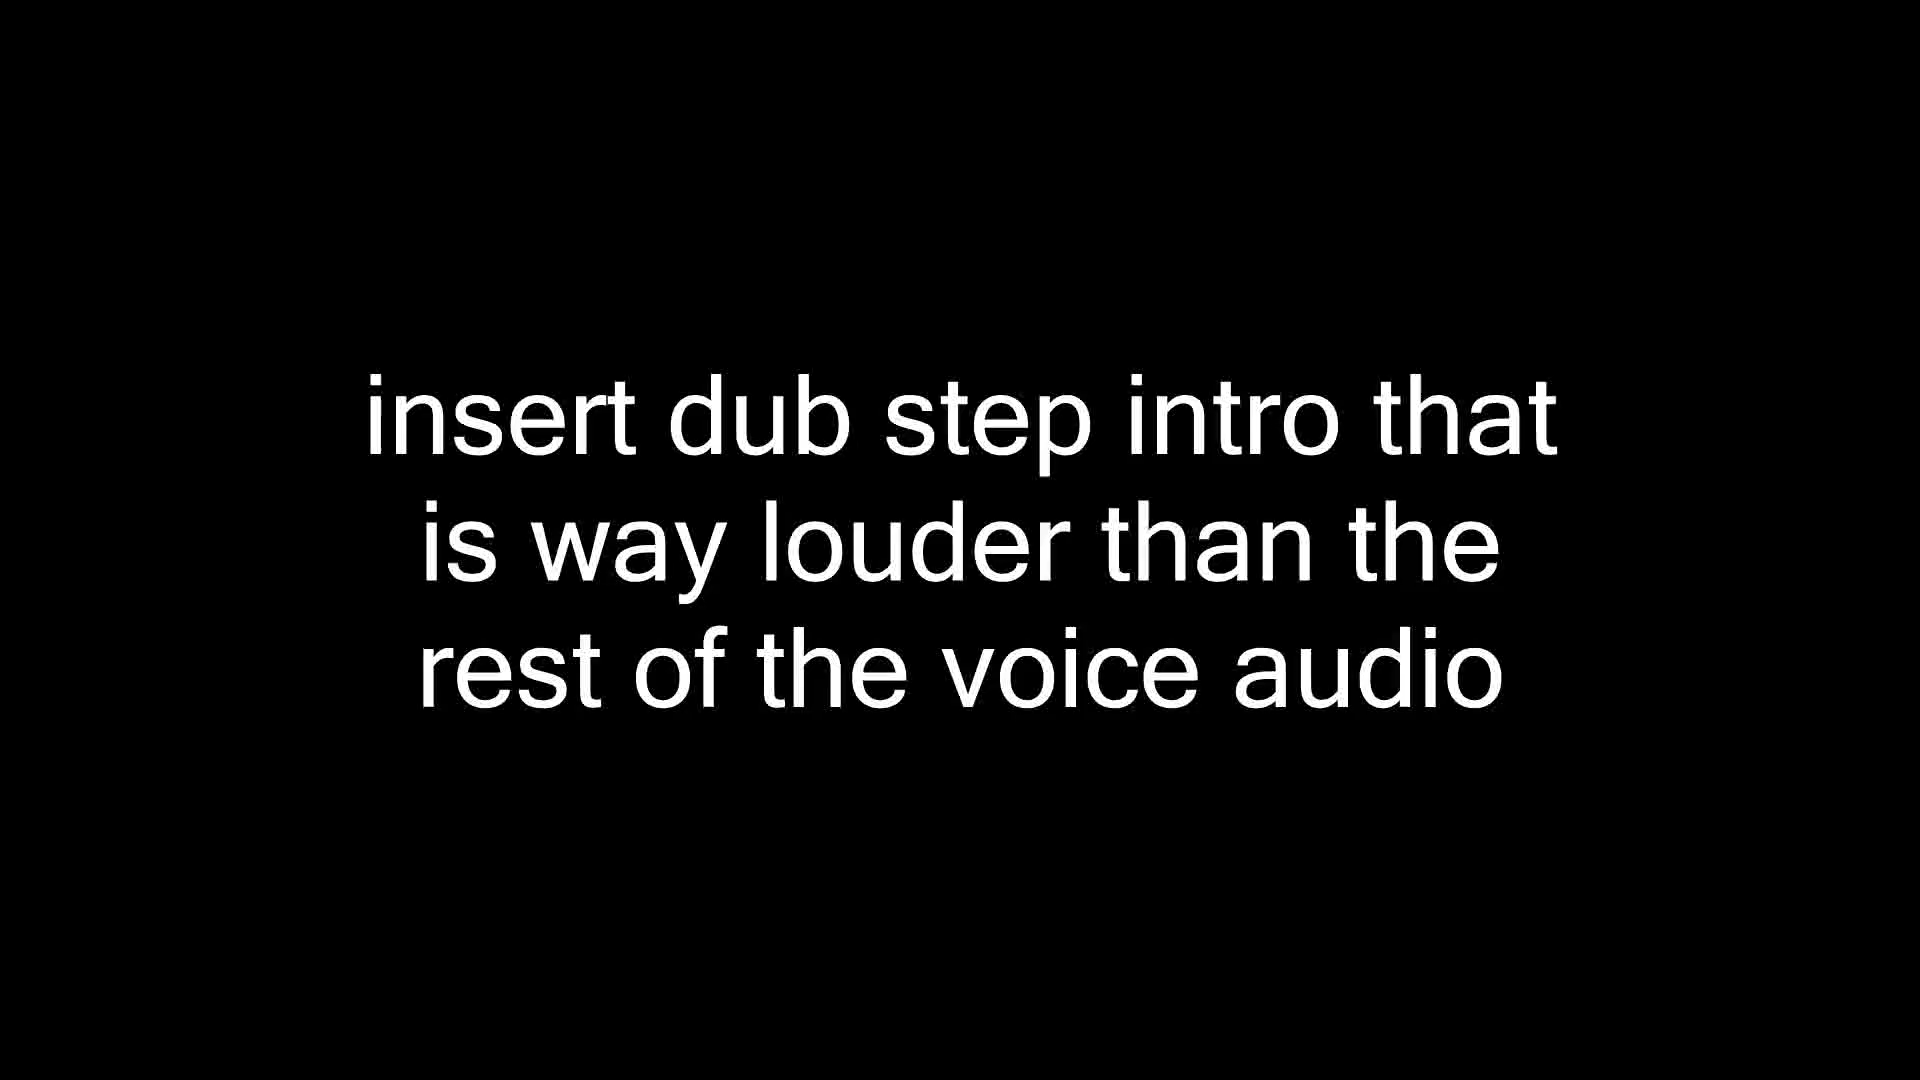 insert dub step intro that
is way louder than the
rest of the voice audio